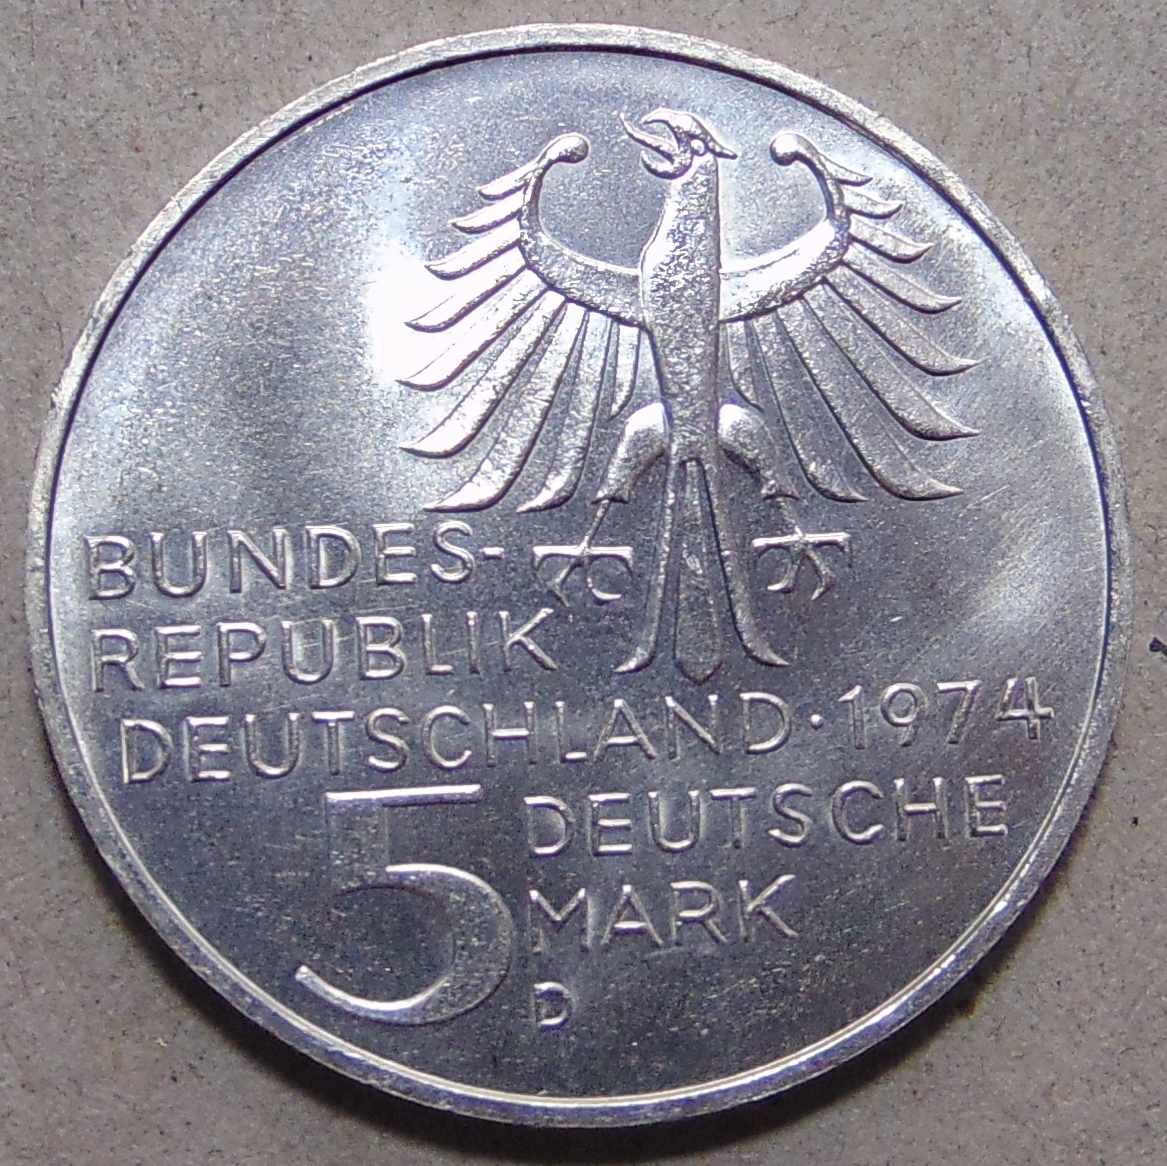 BUNDES-
REPUBLIK
DEUTSCHLAND · 1974
5 DEUTSCHE
MARK
D